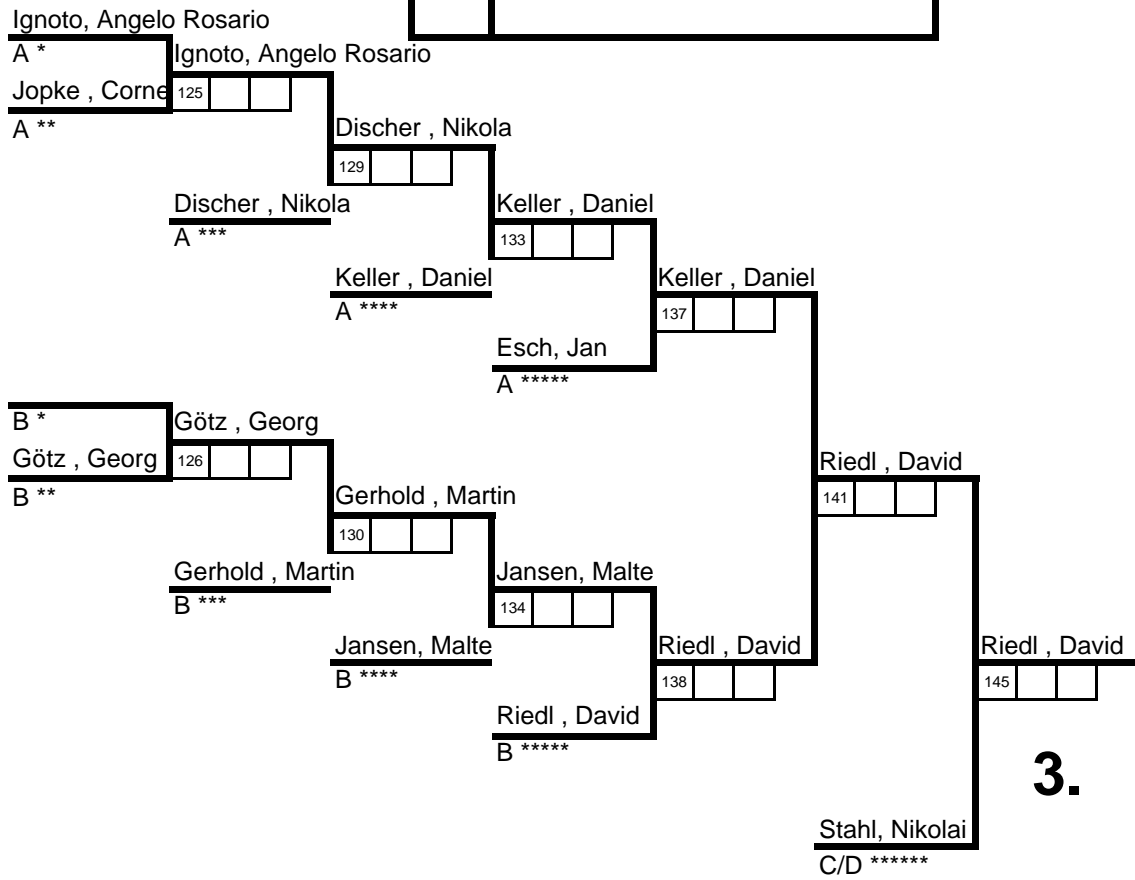 Ignoto, Angelo Rosario
A *
Ignoto, Angelo Rosario
Jopke , Corne
125
A **
Discher , Nikola
129
Discher , Nikola
A ***
Keller , Daniel
133
Keller , Daniel
A ****
Keller , Daniel
137
Esch, Jan
A *****
B *
Götz , Georg
Götz , Georg
126
B **
Riedl , David
141
Gerhold , Martin
130
Gerhold , Martin
B ***
Jansen, Malte
134
Jansen, Malte
B ****
Riedl , David
138
Riedl , David
145
Riedl , David
B *****
3.
Stahl, Nikolai
C/D ******